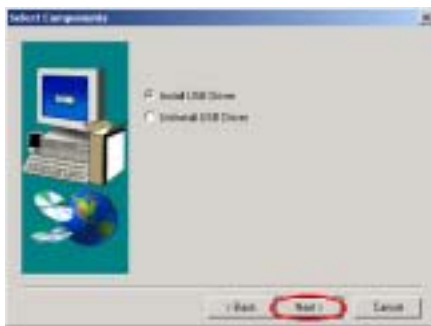 Select Components
Install USB Driver
Uninstall USB Driver
< Back Next > Cancel